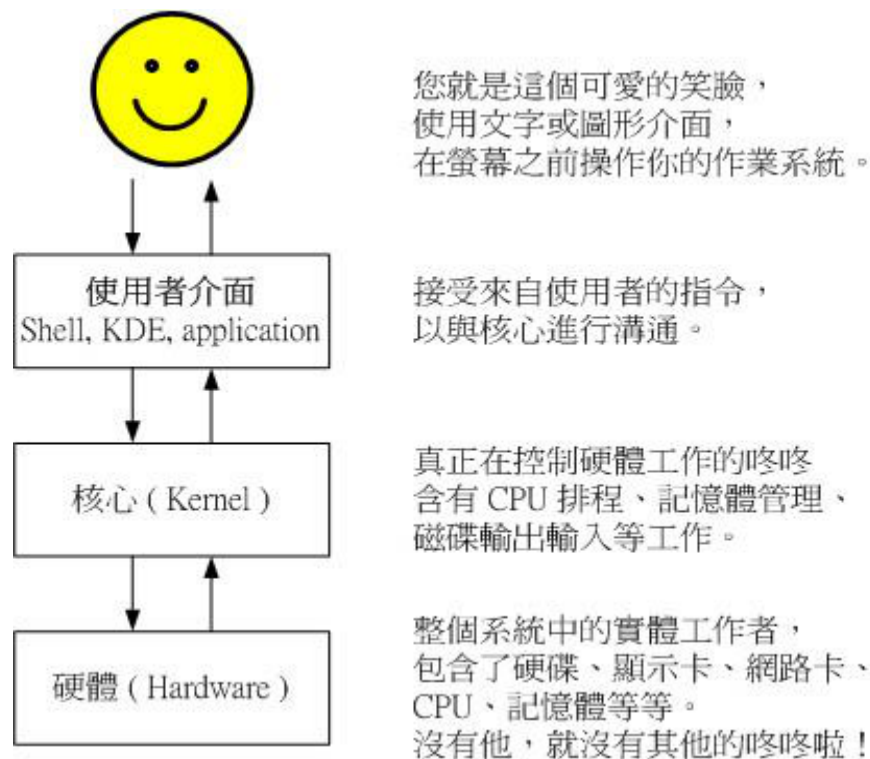 您就是這個可愛的笑臉，
使用文字或圖形介面，
在螢幕之前操作你的作業系統。
使用者介面
Shell, KDE, application
接受來自使用者的指令，
以與核心進行溝通。
核心 ( Kernel )
真正在控制硬體工作的咚咚
含有 CPU 排程、記憶體管理、
磁碟輸出輸入等工作。
硬體 ( Hardware )
整個系統中的實體工作者，
包含了硬碟、顯示卡、網路卡、
CPU、記憶體等等。
沒有他，就沒有其他的咚咚啦！